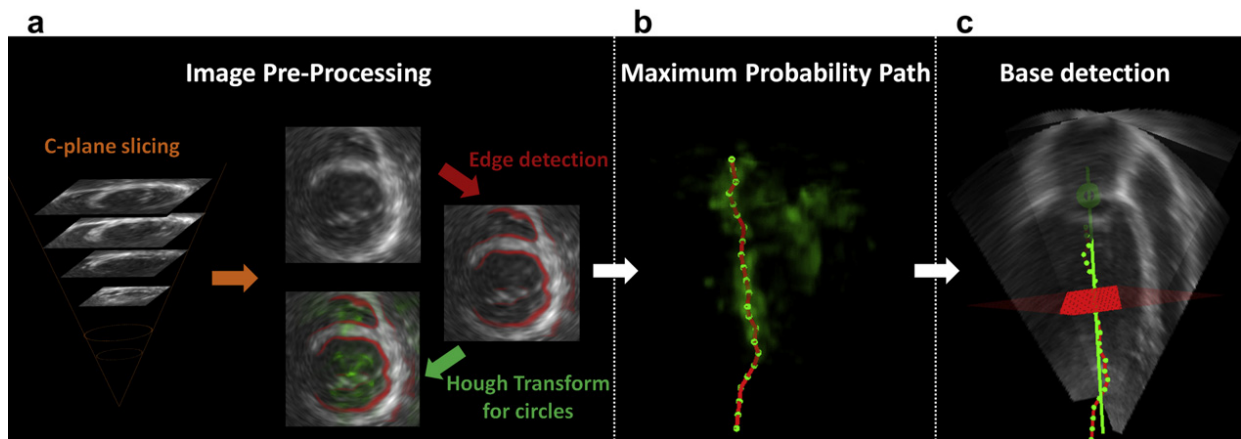 a
b
c
Image Pre-Processing
Maximum Probability Path
Base detection
C-plane slicing
Edge detection
Hough Transform
for circles